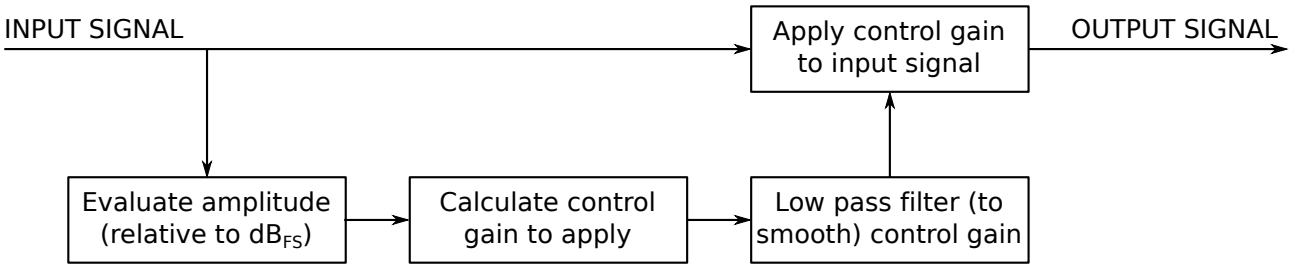 INPUT SIGNAL
Apply control gain
to input signal
OUTPUT SIGNAL
Evaluate amplitude
(relative to dBFS)
Calculate control
gain to apply
Low pass filter (to
smooth) control gain